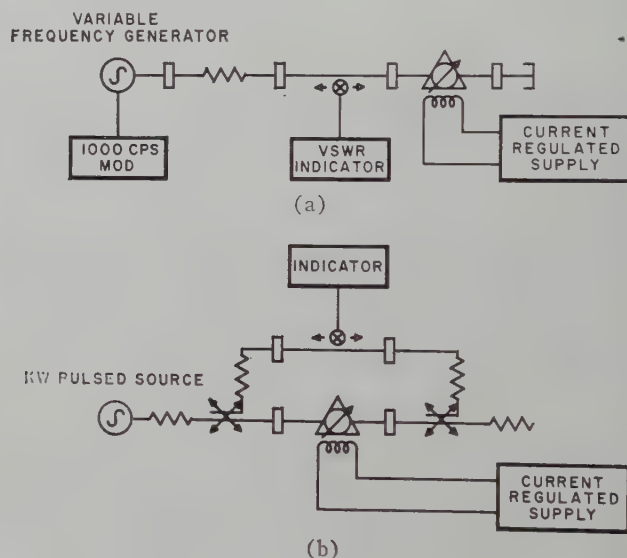 VARIABLE
FREQUENCY GENERATOR
1000 CPS
MOD
VSWR
INDICATOR
CURRENT
REGULATED
SUPPLY
(a)
INDICATOR
KW PULSED SOURCE
CURRENT
REGULATED
SUPPLY
(b)